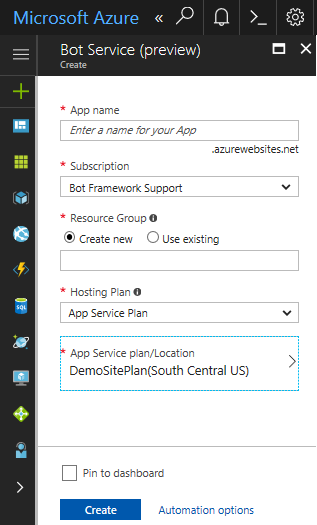 Microsoft Azure «
Bot Service (preview)
Create
* App name
Enter a name for your App
.azurewebsites.net
* Subscription
Bot Framework Support
* Resource Group
Create new Use existing
* Hosting Plan
App Service Plan
* App Service plan/Location
DemoSitePlan(South Central US)
Pin to dashboard
Create Automation options
SQL